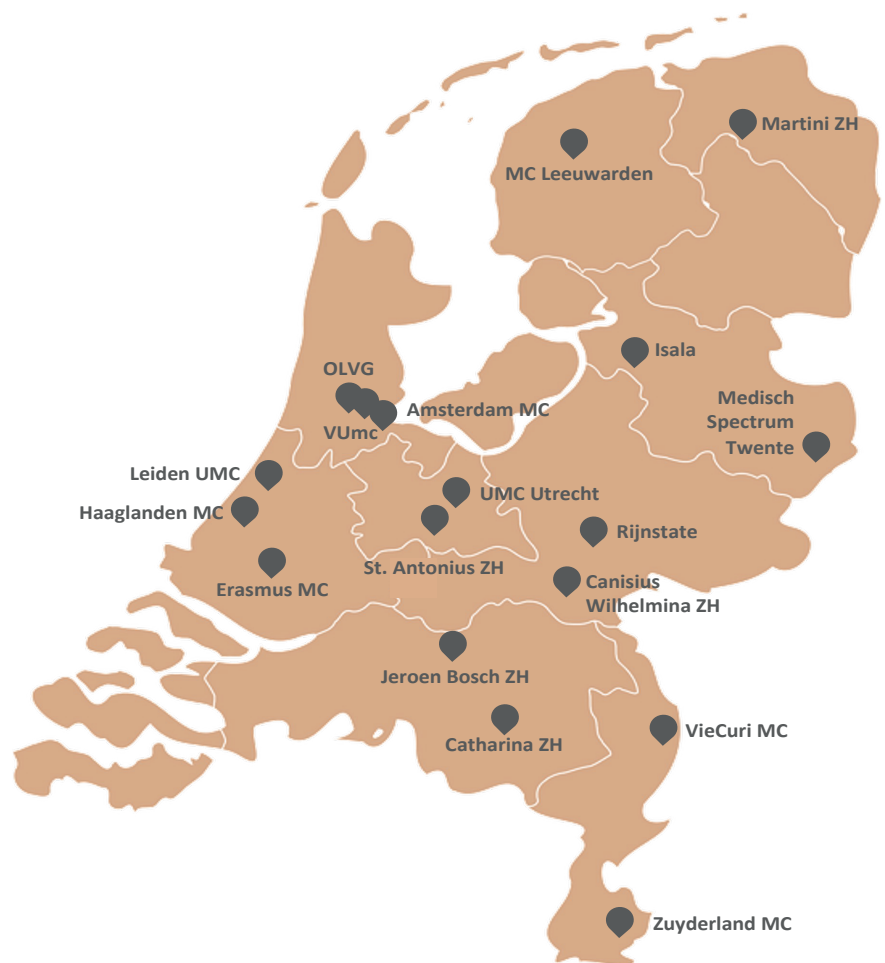 Martini ZH
MC Leeuwarden
Isala
OLVG
Amsterdam MC
VUmc
Medisch
Spectrum
Twente
Leiden UMC
UMC Utrecht
Haaglanden MC
Rijnstate
St. Antonius ZH
Erasmus MC
Canisius
Wilhelmina ZH
Jeroen Bosch ZH
VieCuri MC
Catharina ZH
Zuyderland MC